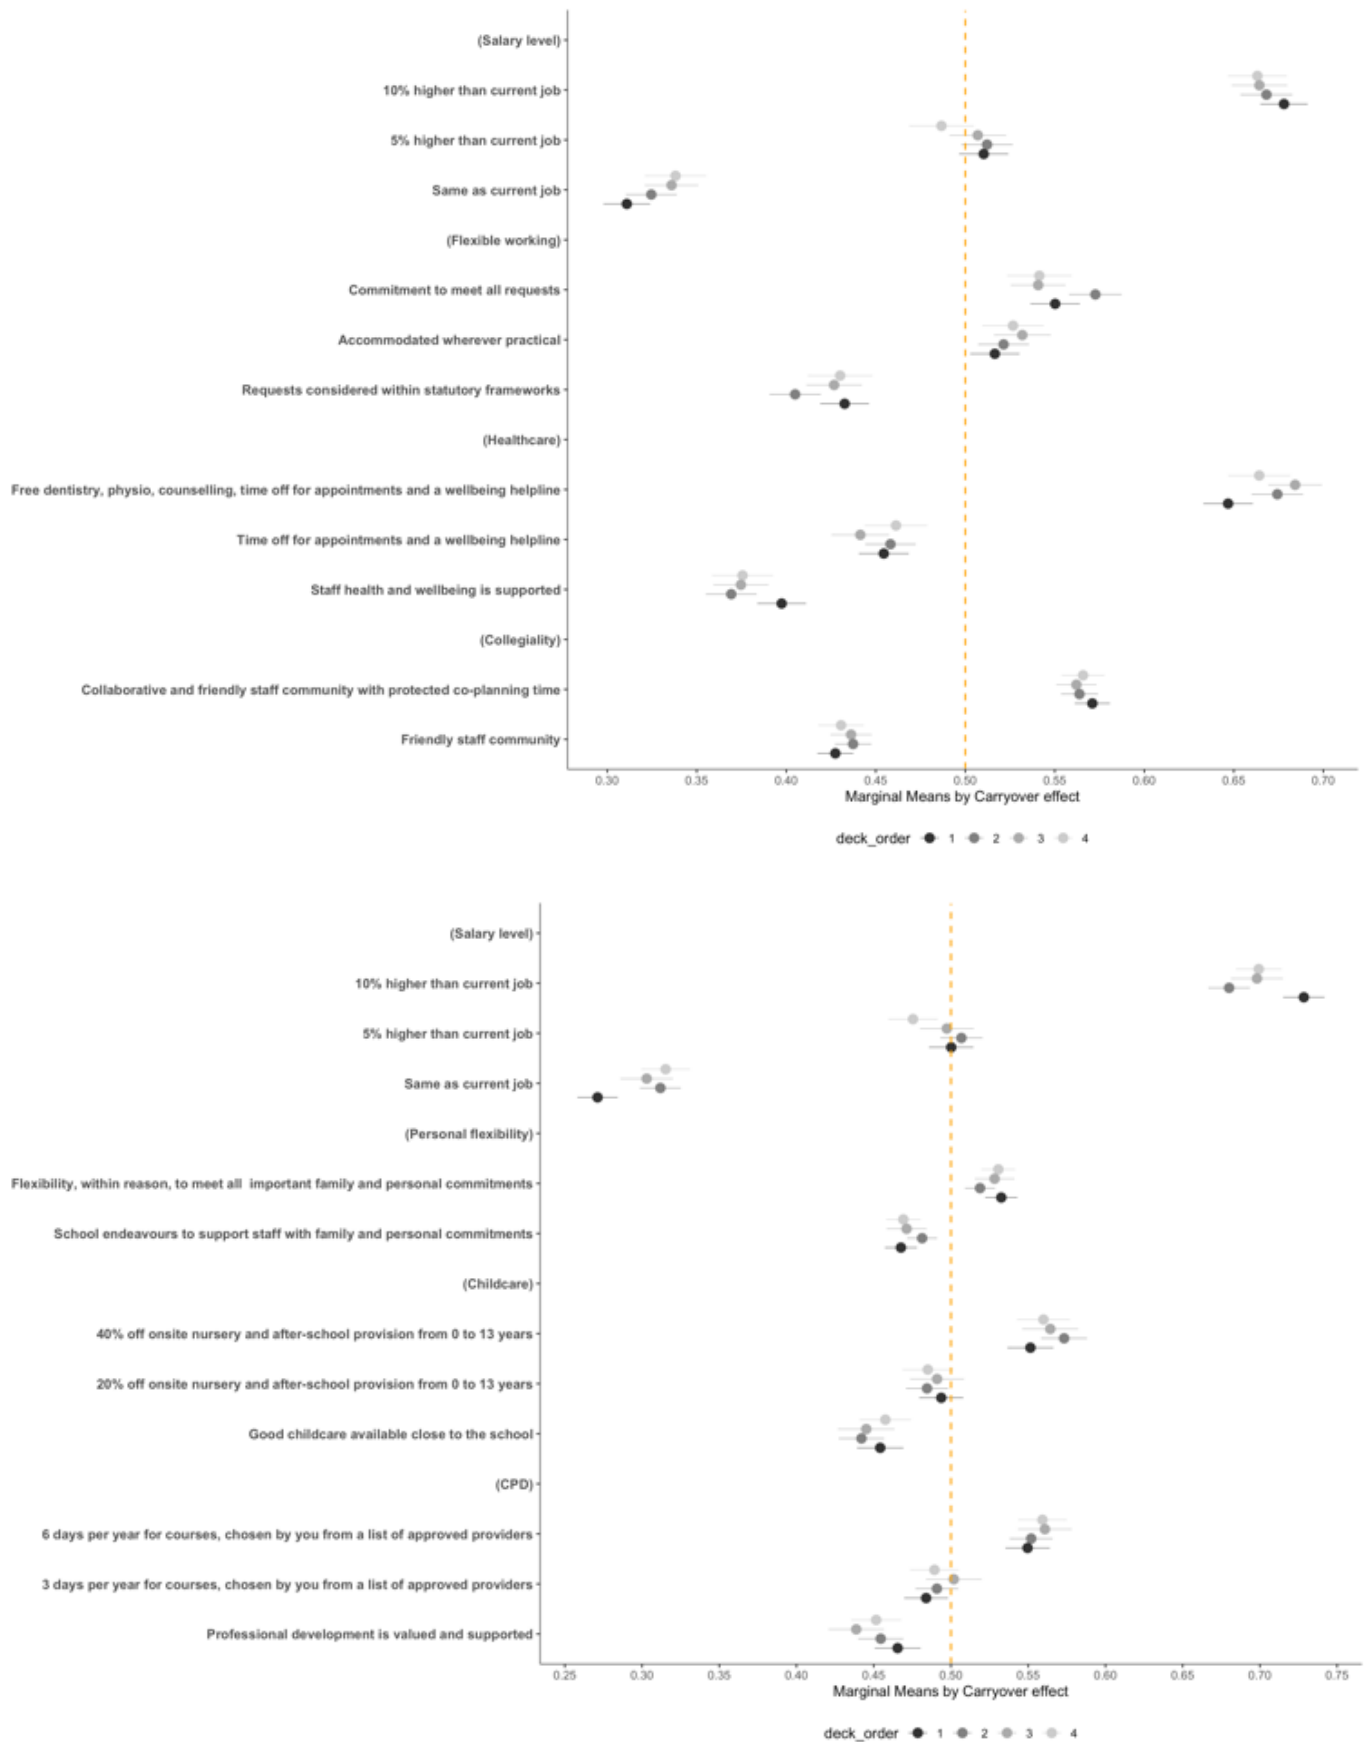 (Salary level)
10% higher than current job
5% higher than current job
Same as current job
(Flexible working)
Commitment to meet all requests
Accommodated wherever practical
Requests considered within statutory frameworks
(Healthcare)
Free dentistry, physio, counselling, time off for appointments and a wellbeing helpline
Time off for appointments and a wellbeing helpline
Staff health and wellbeing is supported
(Collegiality)
Collaborative and friendly staff community with protected co-planning time
Friendly staff community
0.30 0.35 0.40 0.45 0.50 0.55 0.60 0.65 0.70
Marginal Means by Carryover effect
deck_order 1 2 3 4
(Salary level)
10% higher than current job
5% higher than current job
Same as current job
(Personal flexibility)
Flexibility, within reason, to meet all important family and personal commitments
School endeavours to support staff with family and personal commitments
(Childcare)
40% off onsite nursery and after-school provision from 0 to 13 years
20% off onsite nursery and after-school provision from 0 to 13 years
Good childcare available close to the school
(CPD)
6 days per year for courses, chosen by you from a list of approved providers
3 days per year for courses, chosen by you from a list of approved providers
Professional development is valued and supported
0.25 0.30 0.35 0.40 0.45 0.50 0.55 0.60 0.65 0.70 0.75
Marginal Means by Carryover effect
deck_order 1 2 3 4